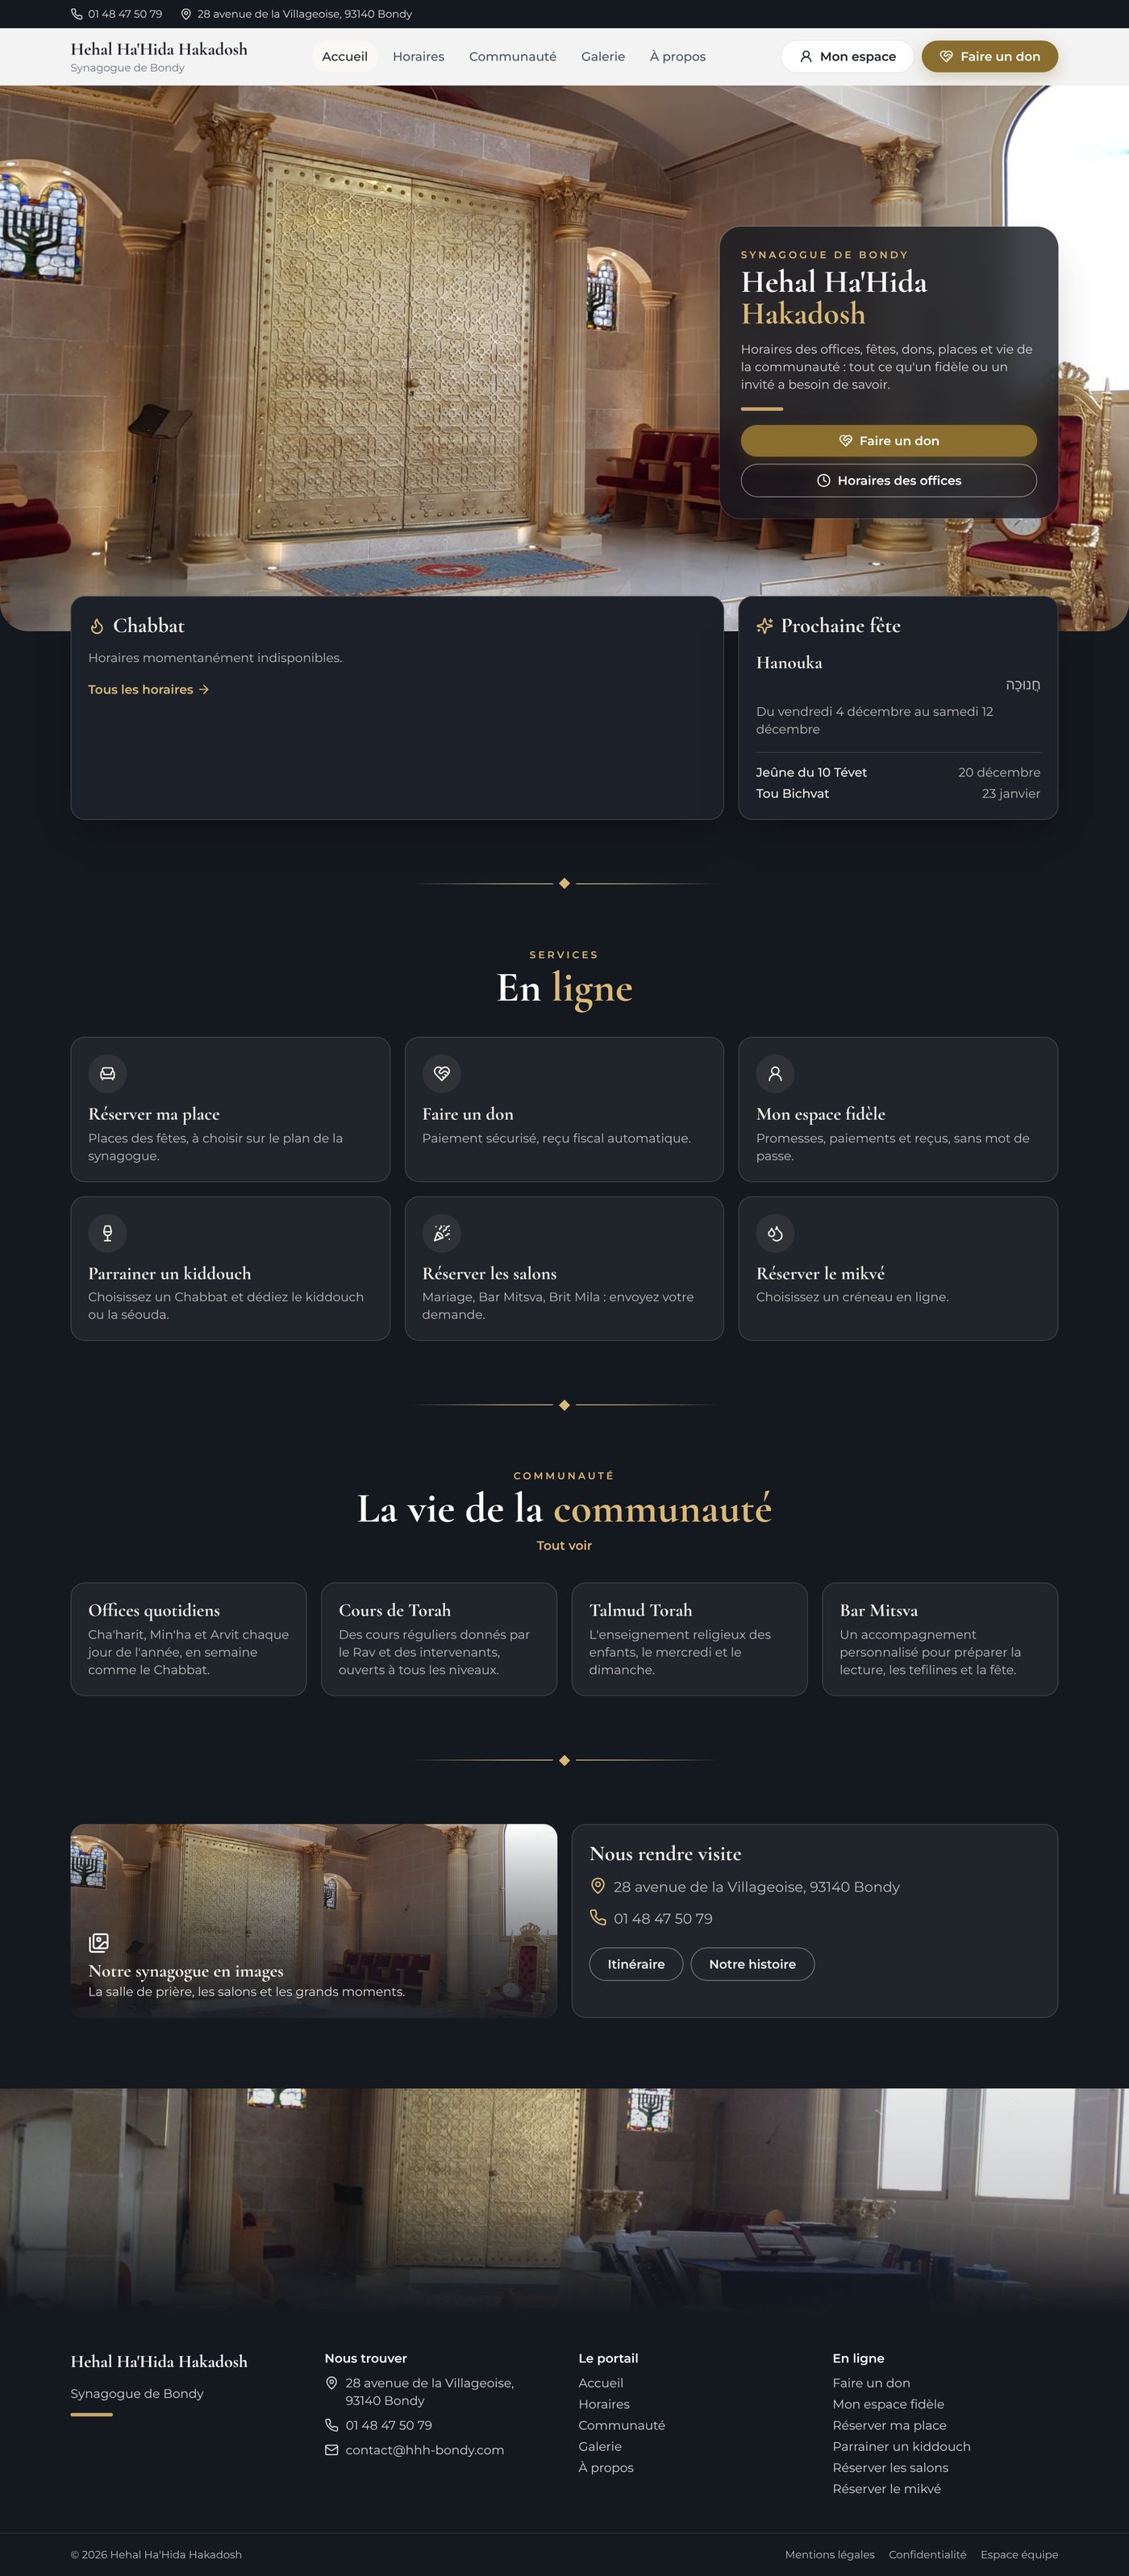 01 48 47 50 79
28 avenue de la Villageoise, 93140 Bondy
Hehal Ha'Hida Hakadosh
Synagogue de Bondy
Accueil
Horaires
Communauté
Galerie
À propos
Mon espace
Faire un don
SYNAGOGUE DE BONDY
Hehal Ha'Hida
Hakadosh
Horaires des offices, fêtes, dons, places et vie de
la communauté : tout ce qu'un fidèle ou un
invité a besoin de savoir.
Faire un don
Horaires des offices
Chabbat
Horaires momentanément indisponibles.
Tous les horaires →
Prochaine fête
Hanouka
חֲנוּכָּה
Du vendredi 4 décembre au samedi 12
décembre
Jeûne du 10 Tévet 20 décembre
Tou Bichvat 23 janvier
SERVICES
En ligne
Réserver ma place
Places des fêtes, à choisir sur le plan de la
synagogue.
Faire un don
Paiement sécurisé, reçu fiscal automatique.
Mon espace fidèle
Promesses, paiements et reçus, sans mot de
passe.
Parrainer un kiddouch
Choisissez un Chabbat et dédiez le kiddouch
ou la séouda.
Réserver les salons
Mariage, Bar Mitsva, Brit Mila : envoyez votre
demande.
Réserver le mikvé
Choisissez un créneau en ligne.
COMMUNAUTÉ
La vie de la communauté
Tout voir
Offices quotidiens
Cha'harit, Min'ha et Arvit chaque
jour de l'année, en semaine
comme le Chabbat.
Cours de Torah
Des cours réguliers donnés par
le Rav et des intervenants,
ouverts à tous les niveaux.
Talmud Torah
L'enseignement religieux des
enfants, le mercredi et le
dimanche.
Bar Mitsva
Un accompagnement
personnalisé pour préparer la
lecture, les tefilines et la fête.
Notre synagogue en images
La salle de prière, les salons et les grands moments.
Nous rendre visite
28 avenue de la Villageoise, 93140 Bondy
01 48 47 50 79
Itinéraire
Notre histoire
Hehal Ha'Hida Hakadosh
Synagogue de Bondy
Nous trouver
28 avenue de la Villageoise,
93140 Bondy
01 48 47 50 79
contact@hhh-bondy.com
Le portail
Accueil
Horaires
Communauté
Galerie
À propos
En ligne
Faire un don
Mon espace fidèle
Réserver ma place
Parrainer un kiddouch
Réserver les salons
Réserver le mikvé
© 2026 Hehal Ha'Hida Hakadosh
Mentions légales
Confidentialité
Espace équipe